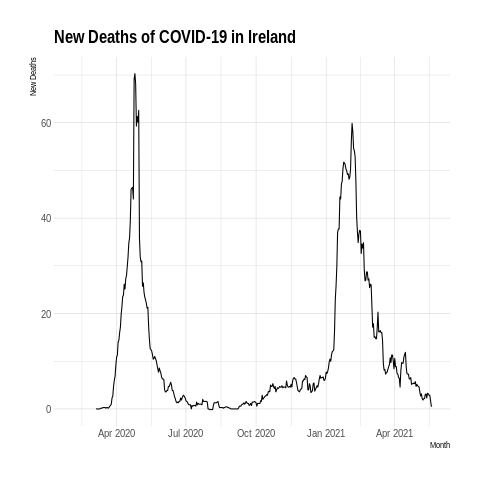 New Deaths of COVID-19 in Ireland
New Deaths
60
40
20
0
Apr 2020 Jul 2020 Oct 2020 Jan 2021 Apr 2021
Month